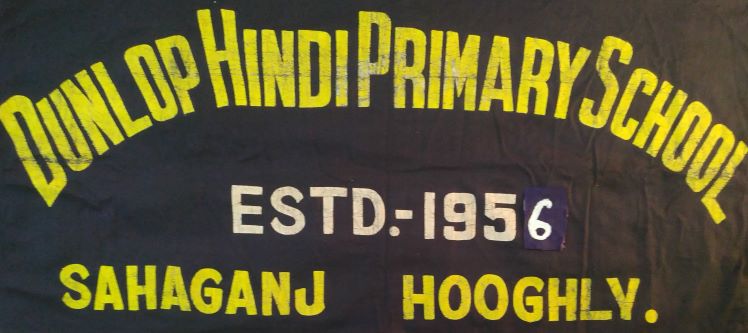 DUNLOP HINDI PRIMARY SCHOOL
ESTD.-1956
SAHAGANJ HOOGHLY.